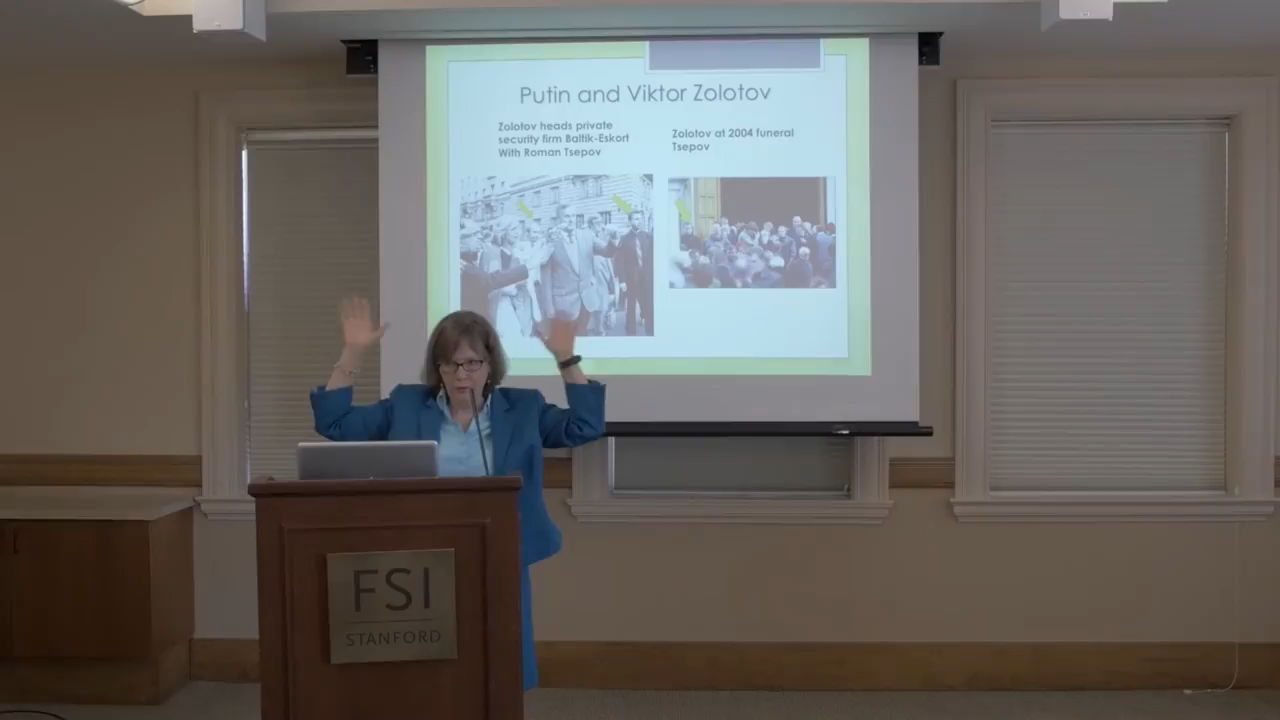 Putin and Viktor Zolotov
Zolotov heads private
security firm Baltik-Eskort
With Roman Tsepov
Zolotov at 2004 funeral
Tsepov
FSI
STANFORD